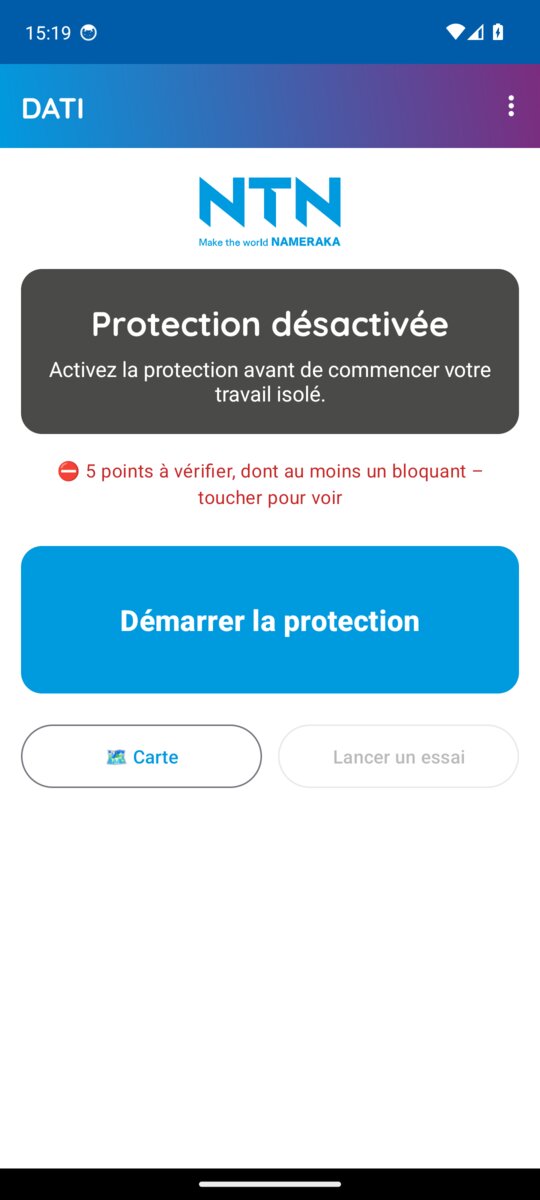 15:19
DATI
NTN
Make the world NAMERAKA
Protection désactivée
Activez la protection avant de commencer votre
travail isolé.
⛔ 5 points à vérifier, dont au moins un bloquant –
toucher pour voir
Démarrer la protection
🗺️ Carte
Lancer un essai